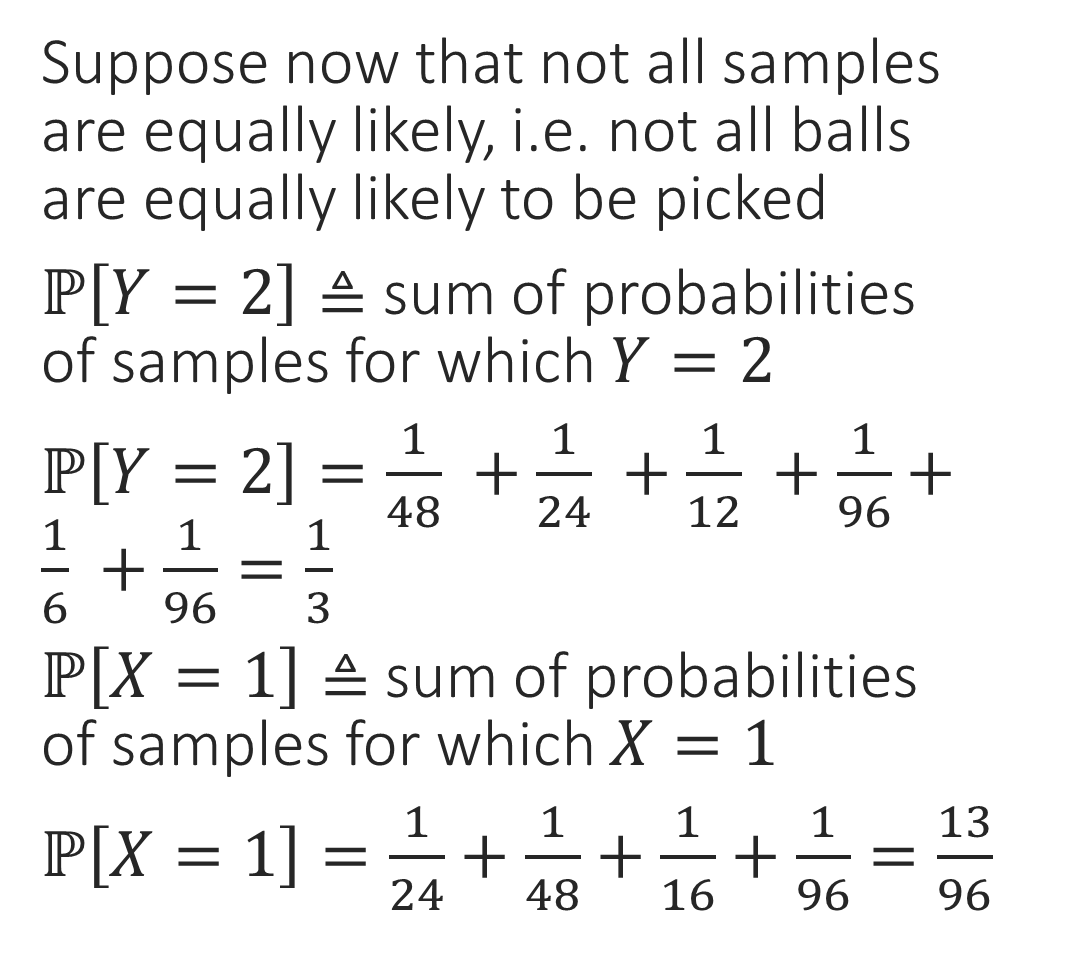 Suppose now that not all samples
are equally likely, i.e. not all balls
are equally likely to be picked
ℙ[Y = 2] ≜ sum of probabilities
of samples for which Y = 2
ℙ[Y = 2] = 1/48 + 1/24 + 1/12 + 1/96 +
1/6 + 1/96 = 1/3
ℙ[X = 1] ≜ sum of probabilities
of samples for which X = 1
ℙ[X = 1] = 1/24 + 1/48 + 1/16 + 1/96 = 13/96